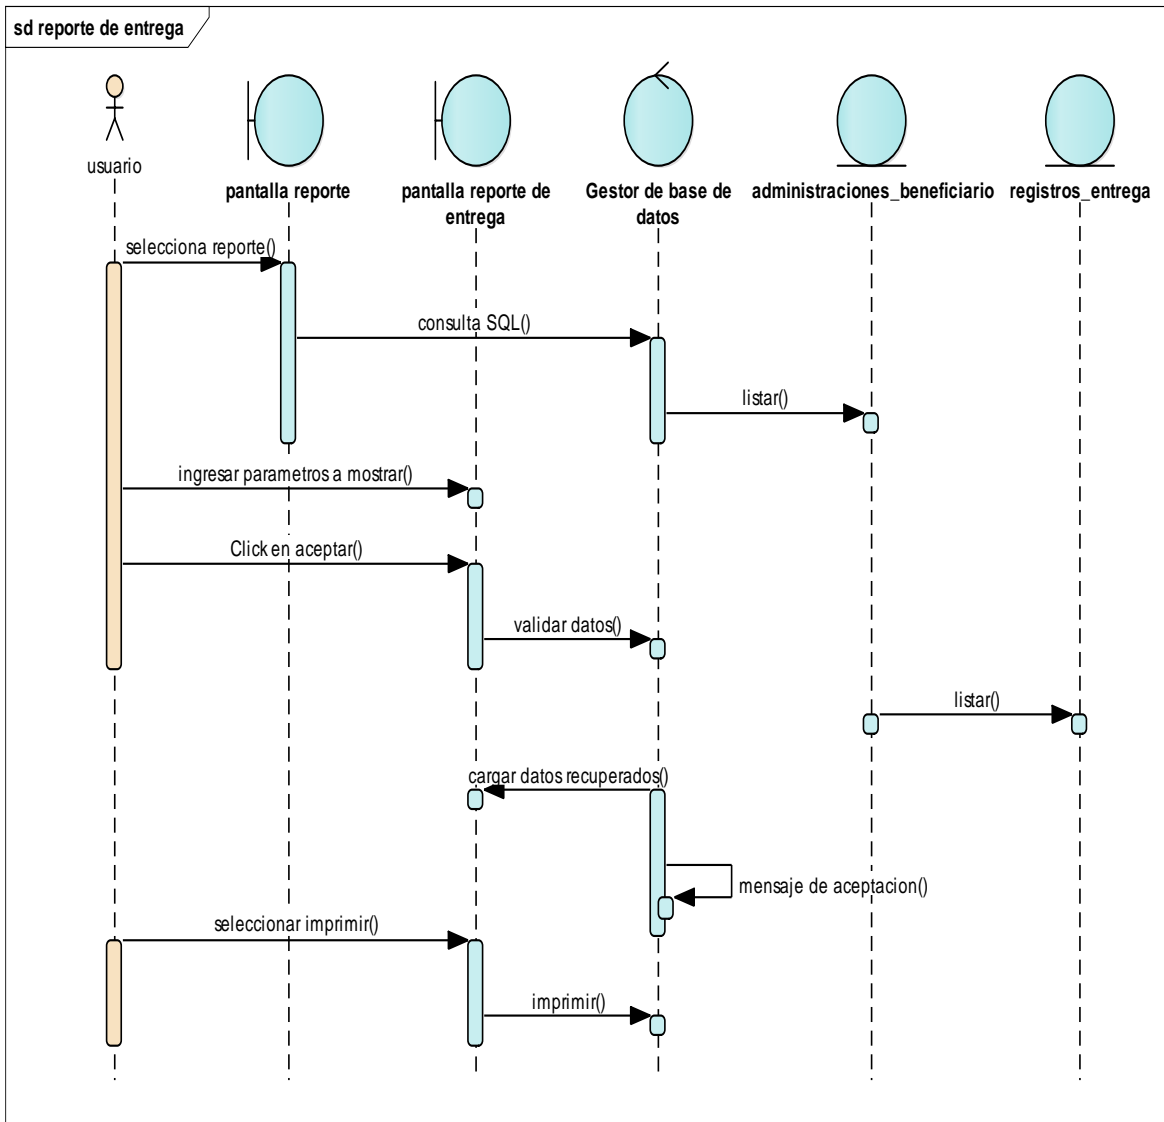 sd reporte de entrega
usuario
pantalla reporte
pantalla reporte de
entrega
Gestor de base de
datos
administraciones_beneficiario
registros_entrega
selecciona reporte()
consulta SQL()
listar()
ingresar parametros a mostrar()
Click en aceptar()
validar datos()
listar()
cargar datos recuperados()
mensaje de aceptacion()
seleccionar imprimir()
imprimir()